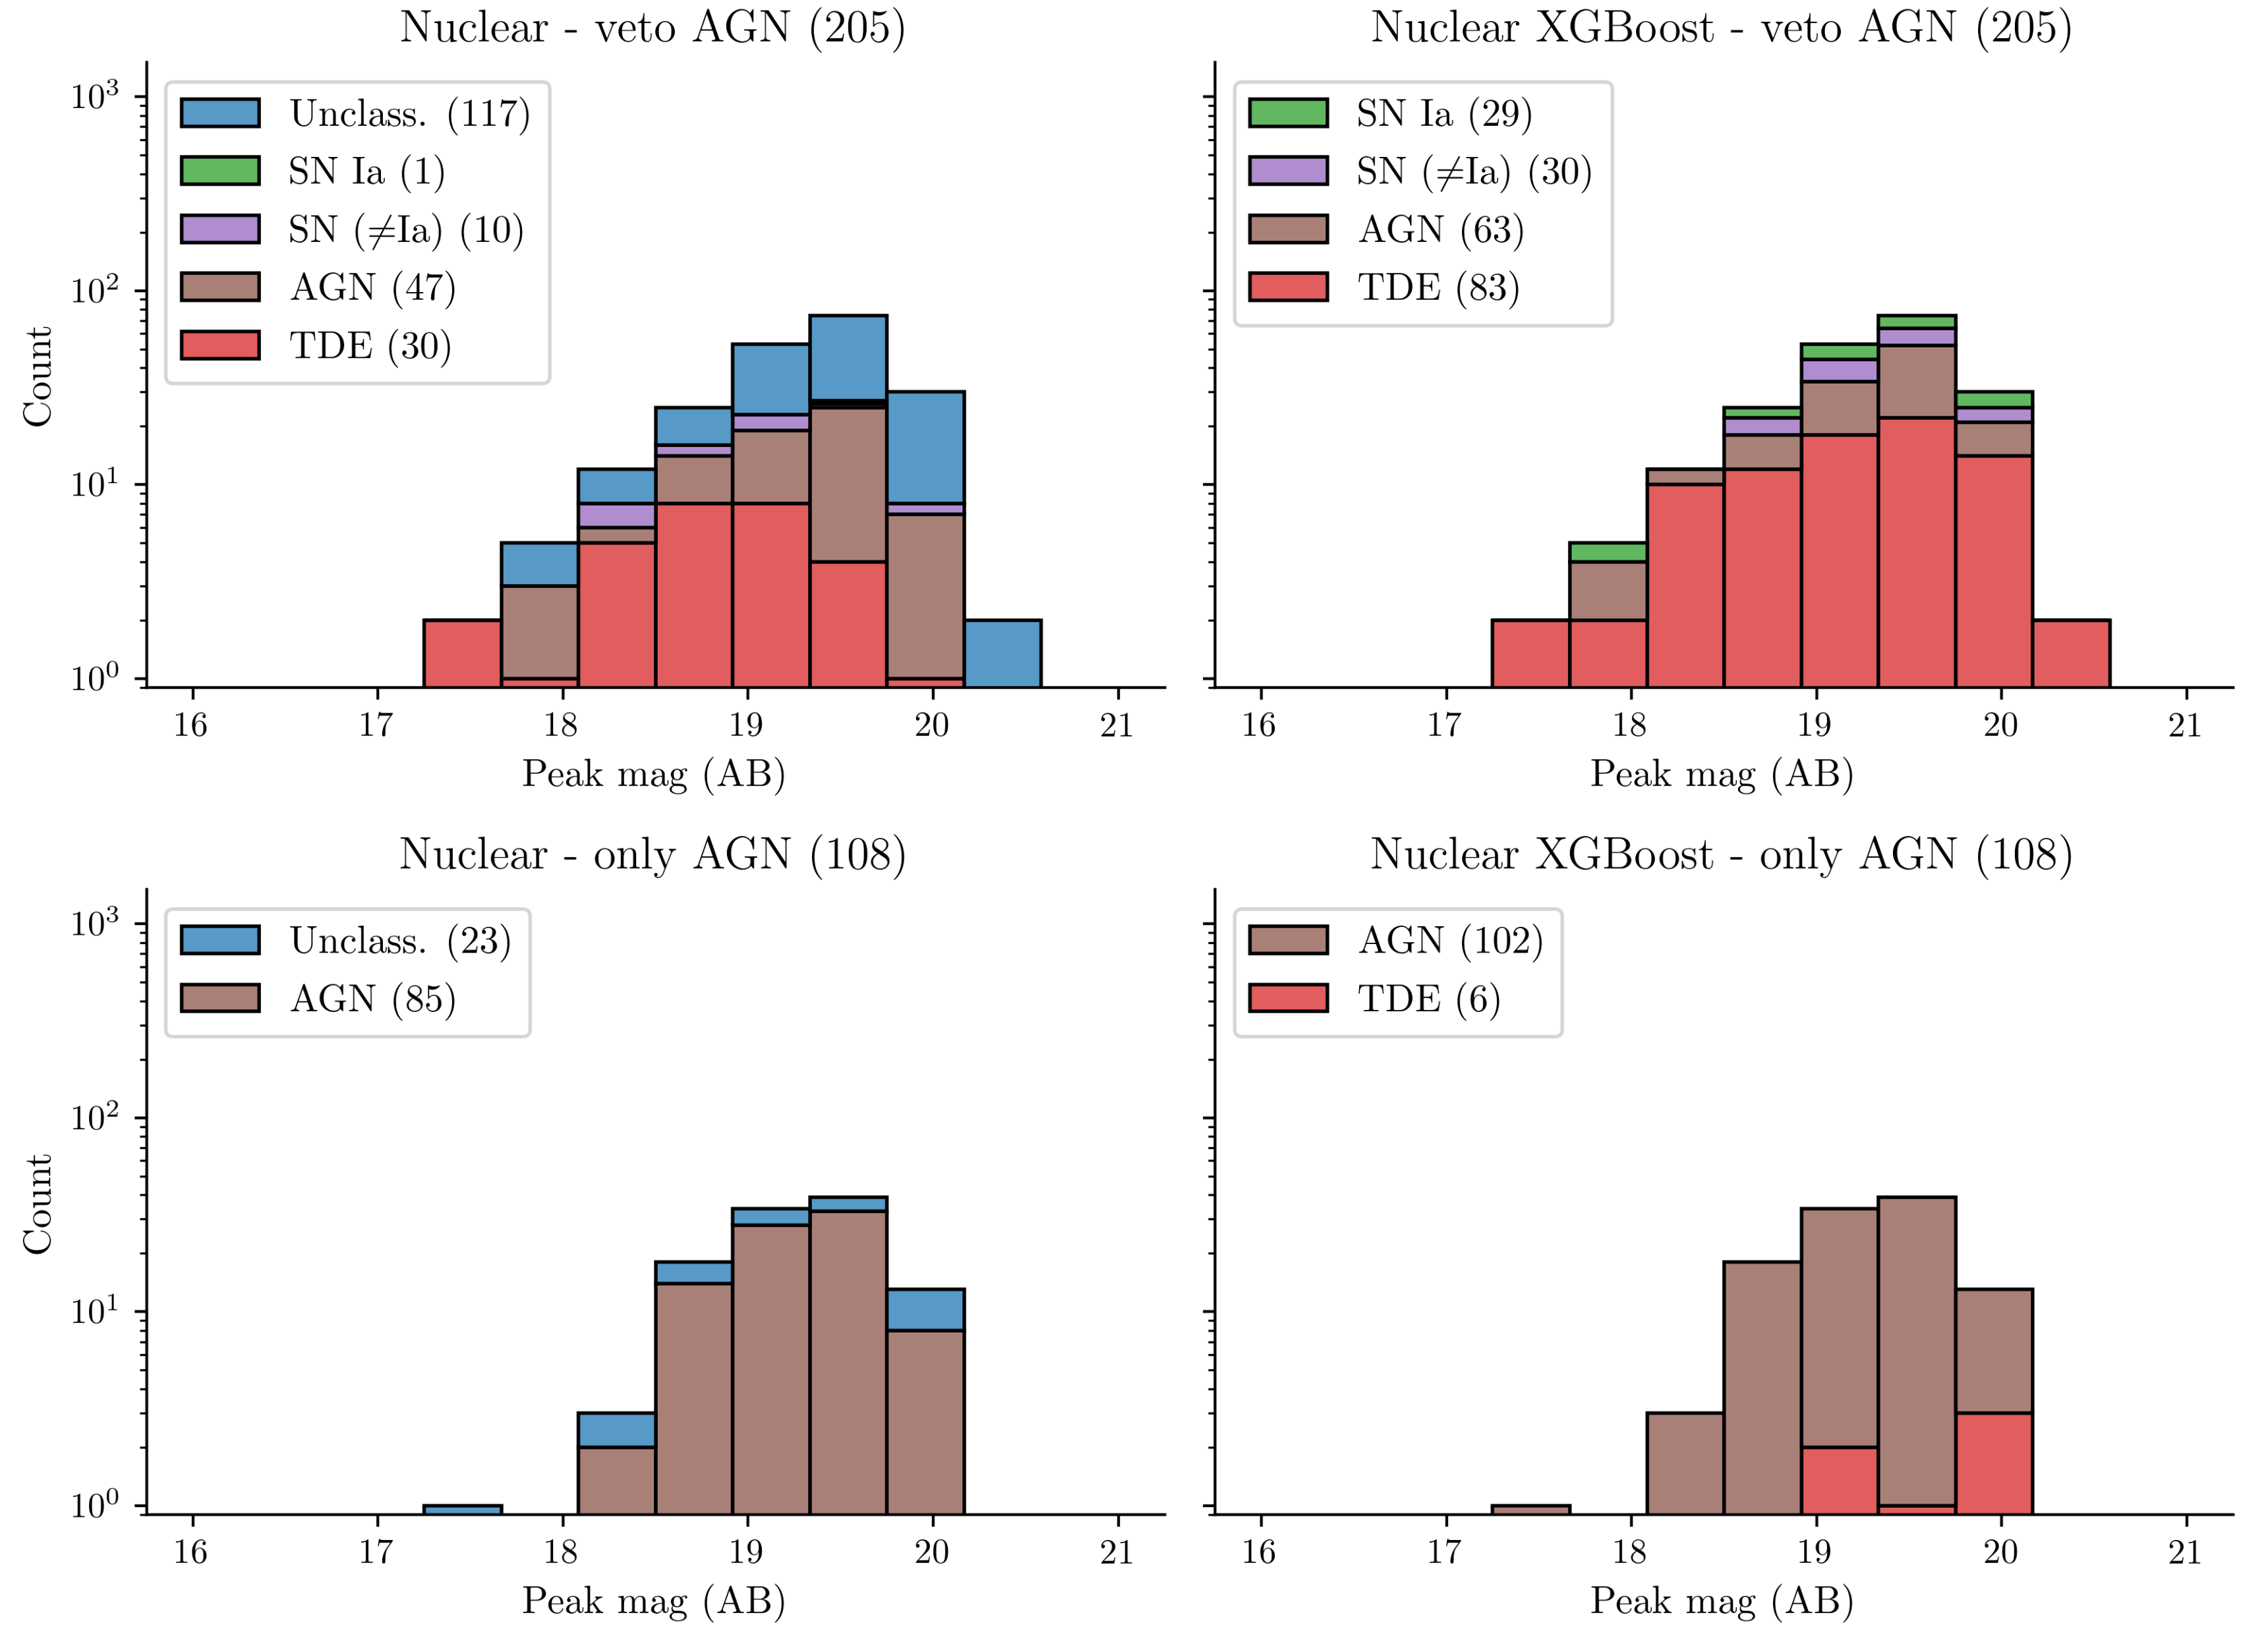 Nuclear - veto AGN (205)
Unclass. (117)
SN Ia (1)
SN (≠Ia) (10)
AGN (47)
TDE (30)
Count
10³
10²
10¹
10⁰
16 17 18 19 20 21
Peak mag (AB)
Nuclear XGBoost - veto AGN (205)
SN Ia (29)
SN (≠Ia) (30)
AGN (63)
TDE (83)
16 17 18 19 20 21
Peak mag (AB)
Nuclear - only AGN (108)
Unclass. (23)
AGN (85)
Count
10³
10²
10¹
10⁰
16 17 18 19 20 21
Peak mag (AB)
Nuclear XGBoost - only AGN (108)
AGN (102)
TDE (6)
16 17 18 19 20 21
Peak mag (AB)